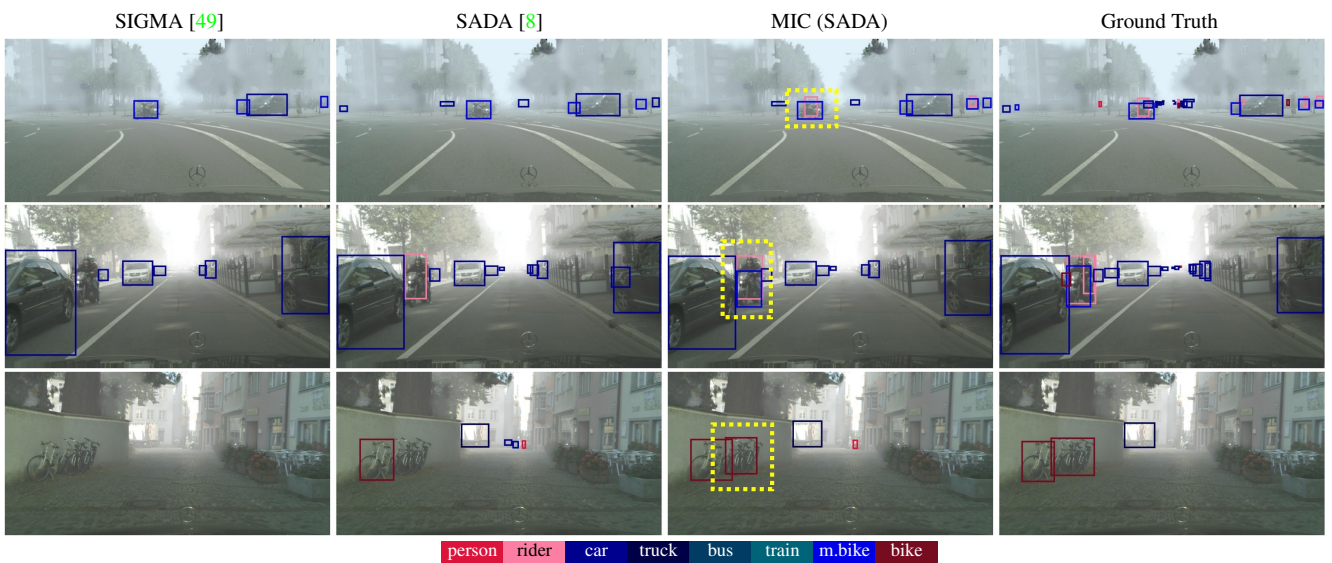 SIGMA [49] SADA [8] MIC (SADA) Ground Truth
person rider car truck bus train m.bike bike